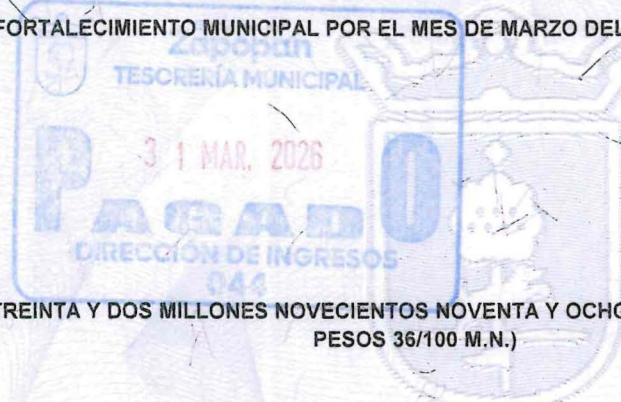 FORTALECIMIENTO MUNICIPAL POR EL MES DE MARZO DEL
Zapopan
TESORERÍA MUNICIPAL
31 MAR. 2026
PAGADO
DIRECCIÓN DE INGRESOS
044
TREINTA Y DOS MILLONES NOVECIENTOS NOVENTA Y OCHO
PESOS 36/100 M.N.)